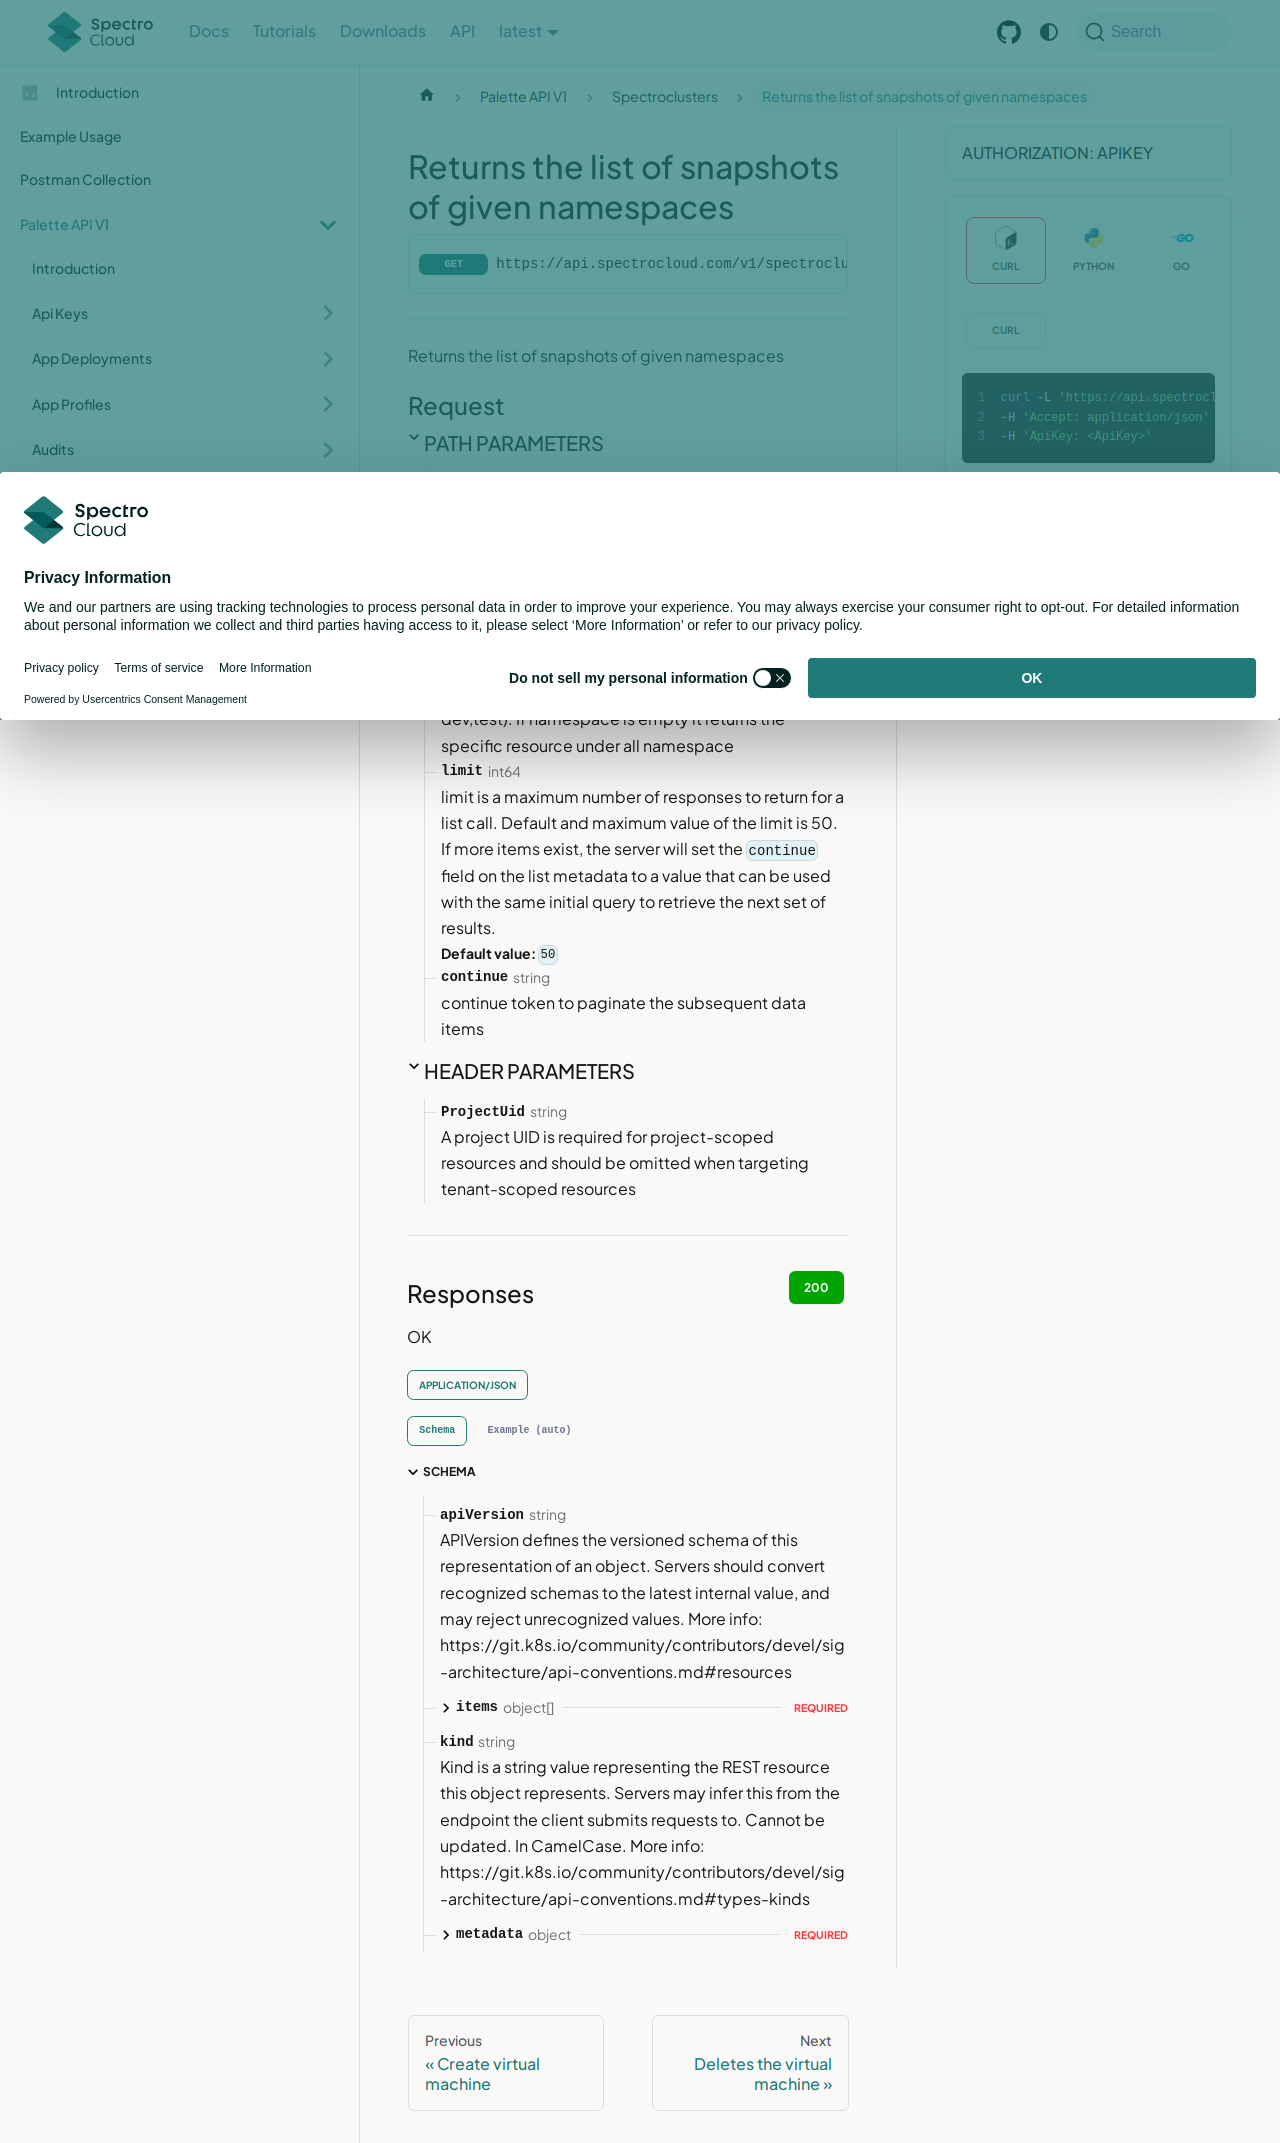 Spectro
Cloud
Docs
Tutorials
Downloads
API
latest
Search
Introduction
Example Usage
Postman Collection
Palette API V1
Introduction
Api Keys
App Deployments
App Profiles
Audits
Palette API V1
Spectroclusters
Returns the list of snapshots of given namespaces
Returns the list of snapshots
of given namespaces
GET
https://api.spectrocloud.com/v1/spectroclu
Returns the list of snapshots of given namespaces
Request
PATH PARAMETERS
AUTHORIZATION: APIKEY
CURL
PYTHON
GO
CURL
1 curl -L 'https://api.spectrocl
2 -H 'Accept: application/json'
3 -H 'ApiKey: <ApiKey>'
Spectro
Cloud
Privacy Information
We and our partners are using tracking technologies to process personal data in order to improve your experience. You may always exercise your consumer right to opt-out. For detailed information
about personal information we collect and third parties having access to it, please select ‘More Information’ or refer to our privacy policy.
Privacy policy
Terms of service
More Information
Do not sell my personal information
OK
Powered by Usercentrics Consent Management
dev,test). If namespace is empty it returns the
specific resource under all namespace
limit int64
limit is a maximum number of responses to return for a
list call. Default and maximum value of the limit is 50.
If more items exist, the server will set the continue
field on the list metadata to a value that can be used
with the same initial query to retrieve the next set of
results.
Default value: 50
continue string
continue token to paginate the subsequent data
items
HEADER PARAMETERS
ProjectUid string
A project UID is required for project-scoped
resources and should be omitted when targeting
tenant-scoped resources
Responses
200
OK
APPLICATION/JSON
Schema
Example (auto)
SCHEMA
apiVersion string
APIVersion defines the versioned schema of this
representation of an object. Servers should convert
recognized schemas to the latest internal value, and
may reject unrecognized values. More info:
https://git.k8s.io/community/contributors/devel/sig
-architecture/api-conventions.md#resources
items object[]
REQUIRED
kind string
Kind is a string value representing the REST resource
this object represents. Servers may infer this from the
endpoint the client submits requests to. Cannot be
updated. In CamelCase. More info:
https://git.k8s.io/community/contributors/devel/sig
-architecture/api-conventions.md#types-kinds
metadata object
REQUIRED
Previous
« Create virtual
machine
Next
Deletes the virtual
machine »